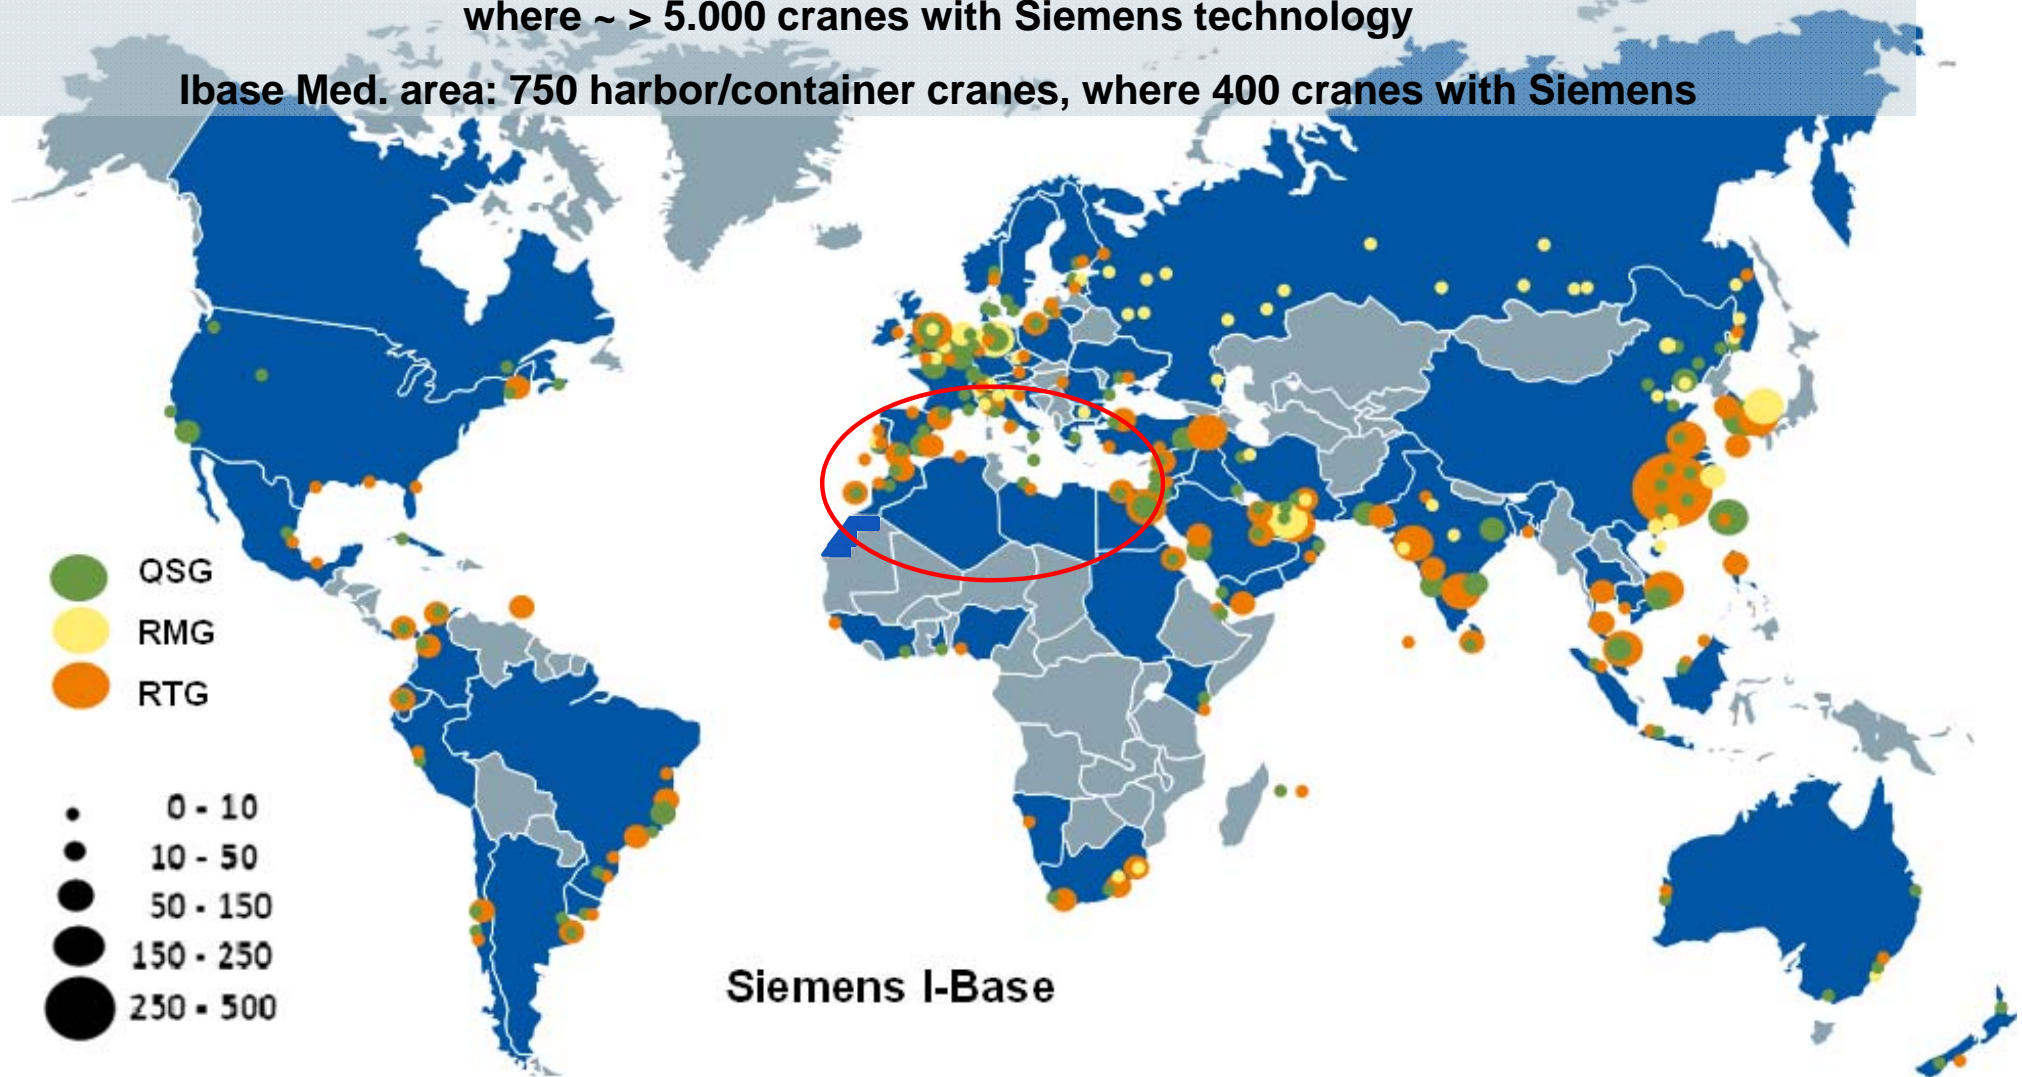 where ~ > 5.000 cranes with Siemens technology
Ibase Med. area: 750 harbor/container cranes, where 400 cranes with Siemens
QSG
RMG
RTG
0 - 10
10 - 50
50 - 150
150 - 250
250 - 500
Siemens I-Base